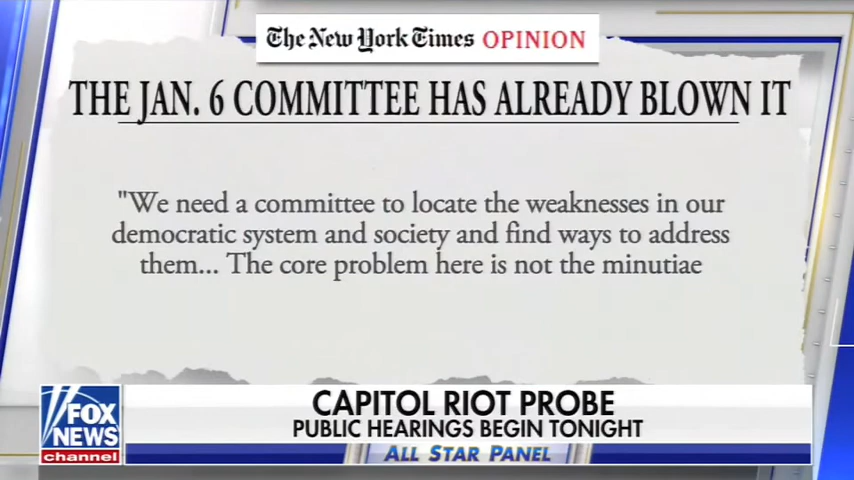 The New York Times OPINION
THE JAN. 6 COMMITTEE HAS ALREADY BLOWN IT
"We need a committee to locate the weaknesses in our
democratic system and society and find ways to address
them... The core problem here is not the minutiae
FOX
NEWS
channel
CAPITOL RIOT PROBE
PUBLIC HEARINGS BEGIN TONIGHT
ALL STAR PANEL